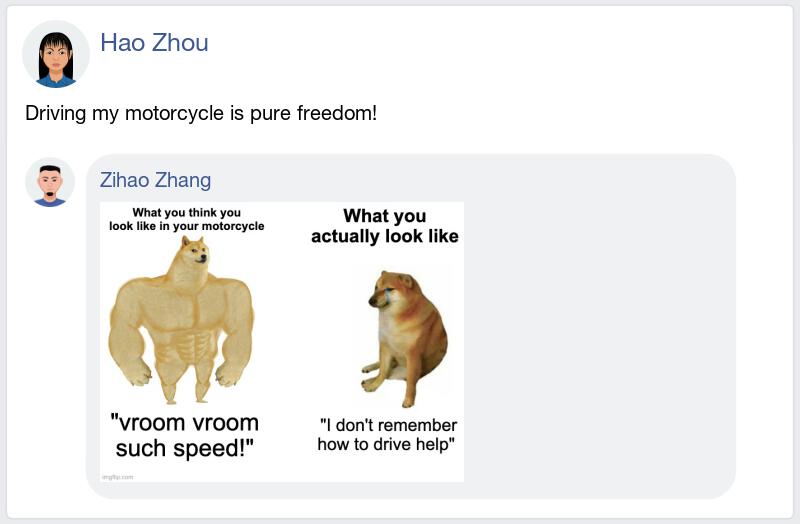 Hao Zhou
Driving my motorcycle is pure freedom!
Zihao Zhang
What you think you
look like in your motorcycle
What you
actually look like
"vroom vroom
such speed!"
"I don't remember
how to drive help"
imgflip.com